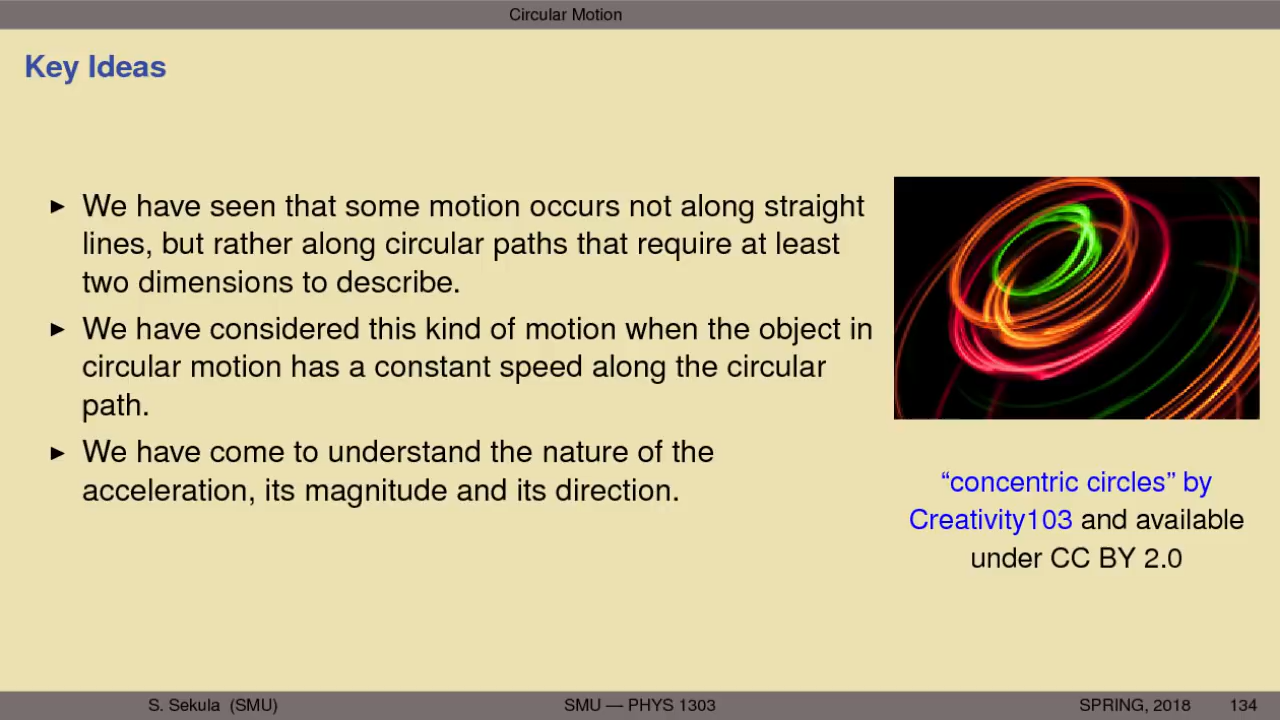 Circular Motion
Key Ideas
▶ We have seen that some motion occurs not along straight
lines, but rather along circular paths that require at least
two dimensions to describe.
▶ We have considered this kind of motion when the object in
circular motion has a constant speed along the circular
path.
▶ We have come to understand the nature of the
acceleration, its magnitude and its direction.
“concentric circles” by
Creativity103 and available
under CC BY 2.0
S. Sekula (SMU) SMU — PHYS 1303 SPRING, 2018 134